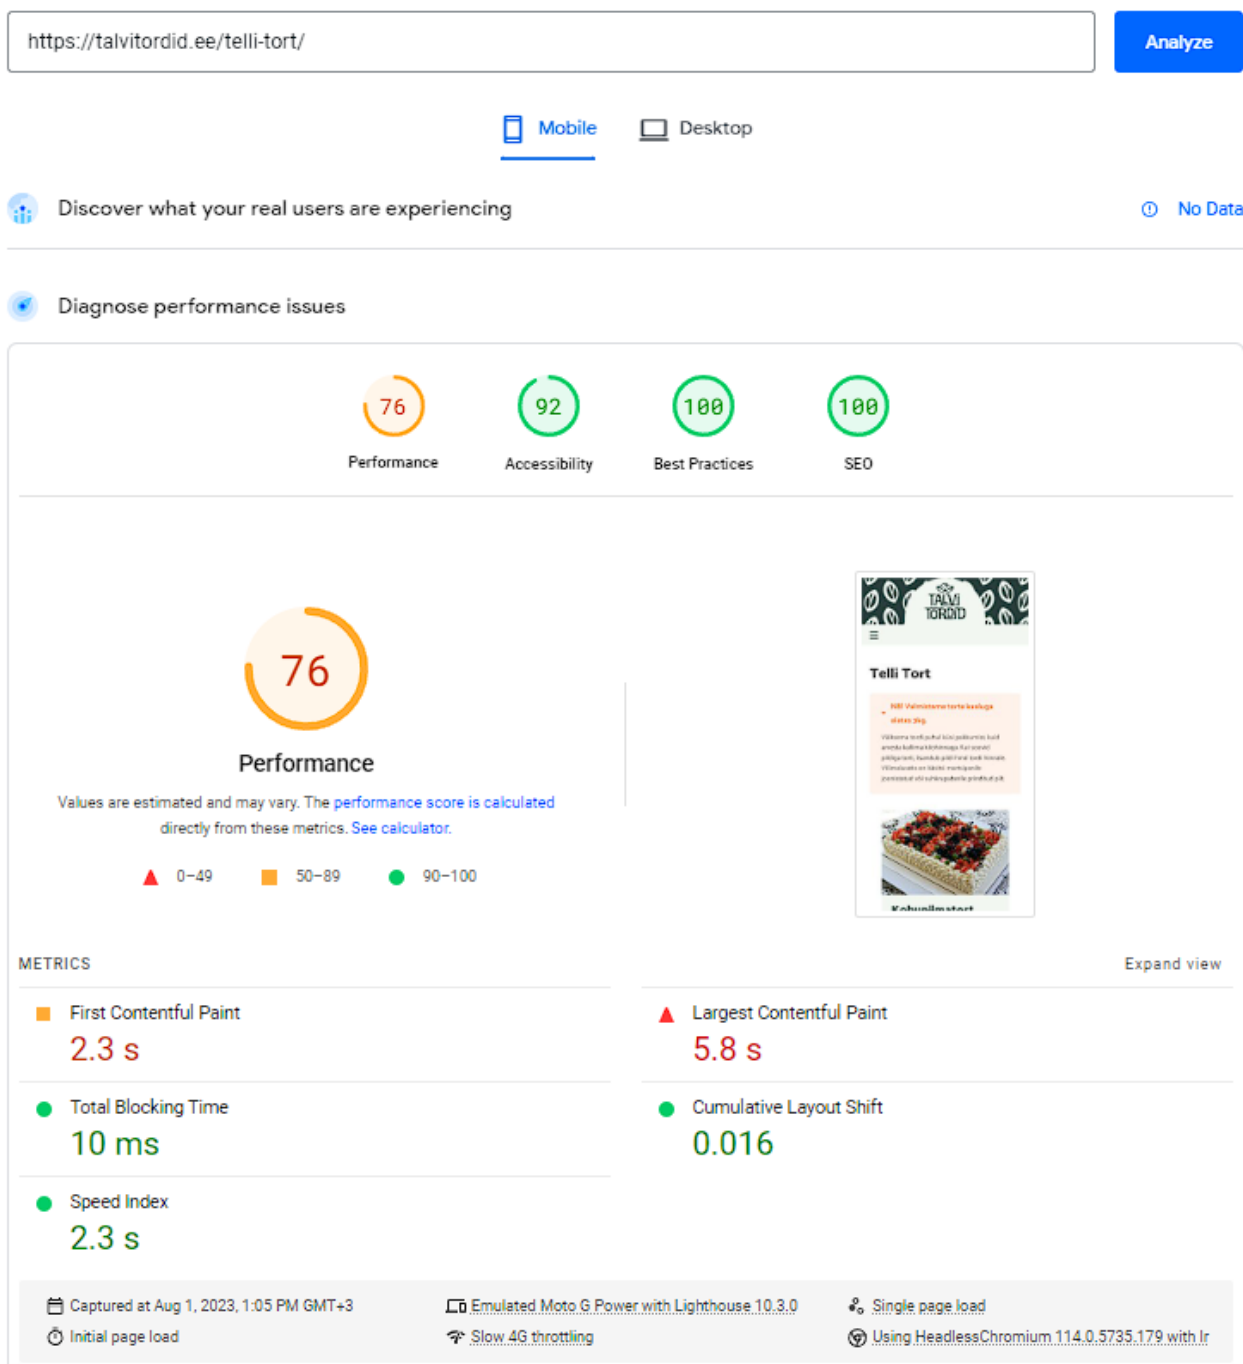 https://talvitordid.ee/telli-tort/
Analyze
Mobile
Desktop
Discover what your real users are experiencing
No Data
Diagnose performance issues
76
92
100
100
Performance
Accessibility
Best Practices
SEO
76
Performance
Values are estimated and may vary. The performance score is calculated
directly from these metrics. See calculator.
0–49
50–89
90–100
TALVI
TORDID
Telli Tort
NB! Valmistame torte kaaluga
alates 3kg.
METRICS
Expand view
First Contentful Paint
2.3 s
Largest Contentful Paint
5.8 s
Total Blocking Time
10 ms
Cumulative Layout Shift
0.016
Speed Index
2.3 s
Captured at Aug 1, 2023, 1:05 PM GMT+3
Emulated Moto G Power with Lighthouse 10.3.0
Single page load
Initial page load
Slow 4G throttling
Using HeadlessChromium 114.0.5735.179 with lr